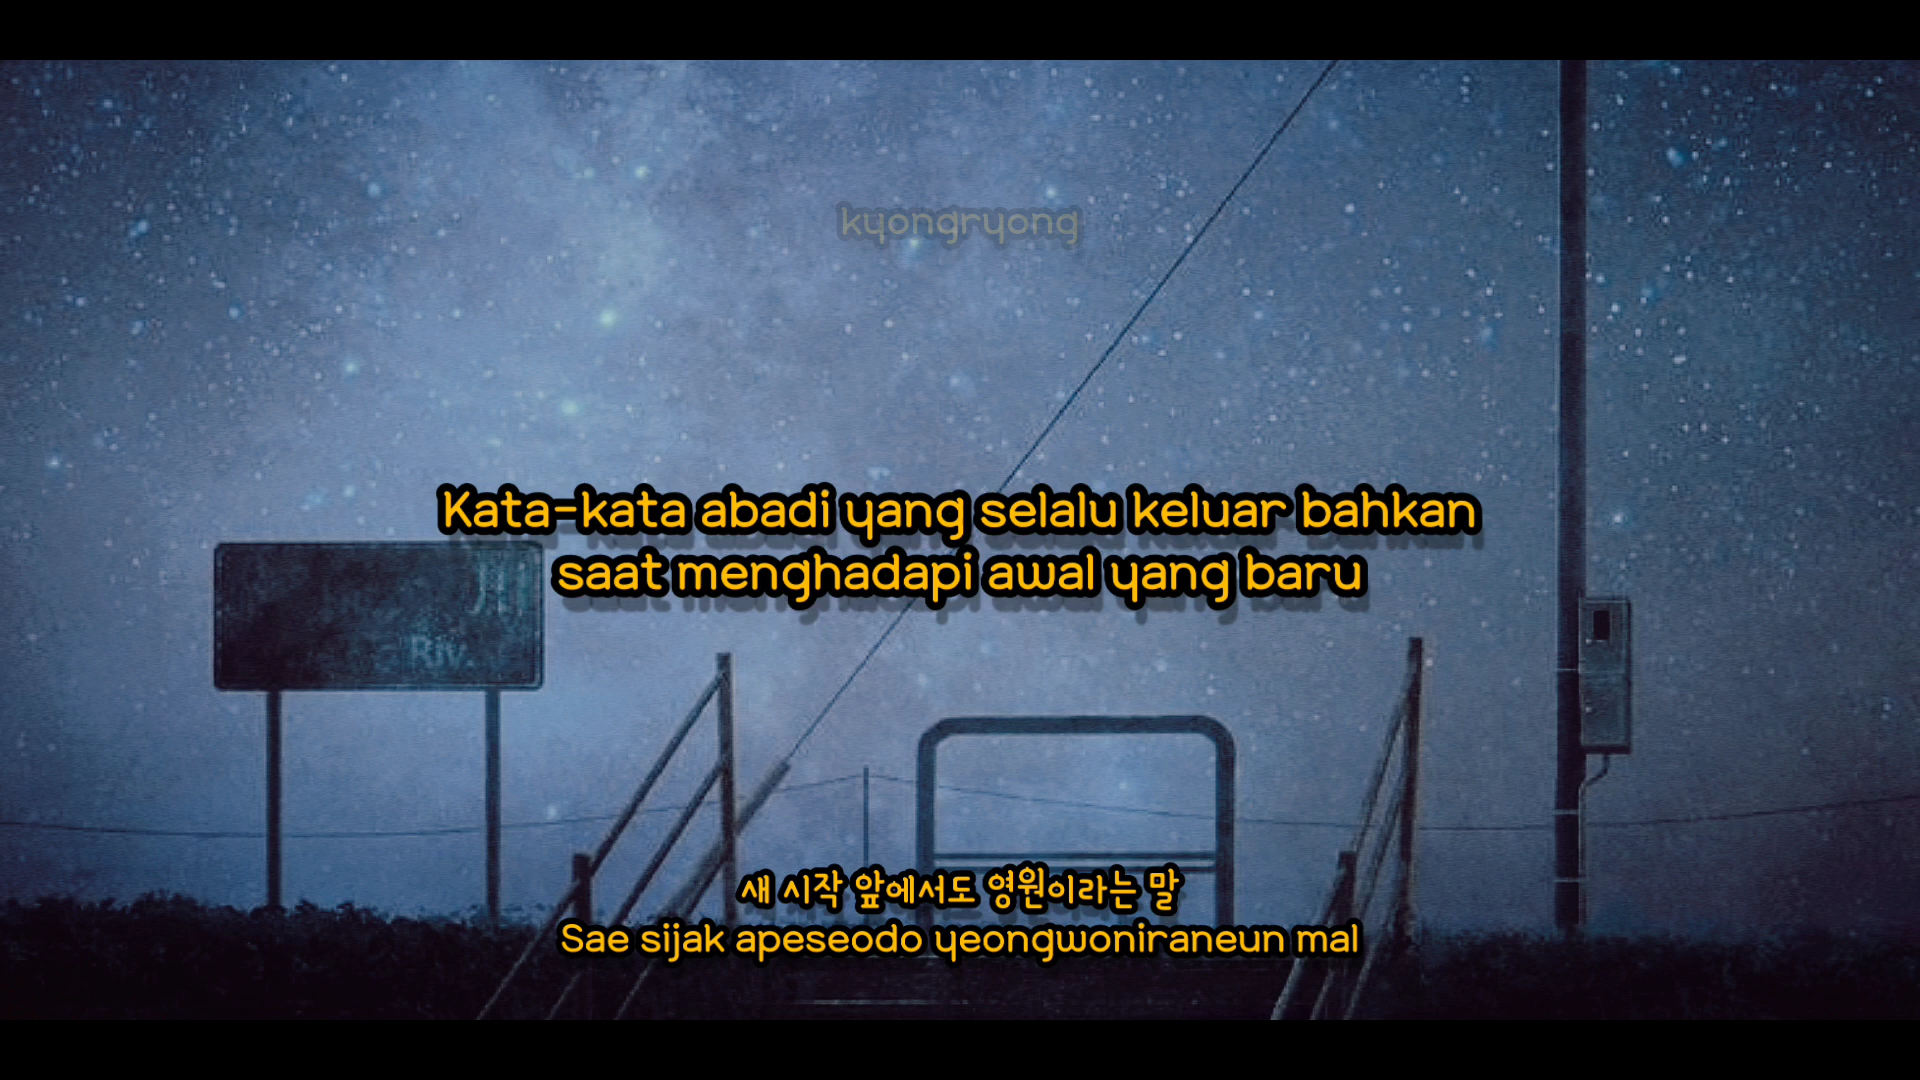 kyongryong
Kata-kata abadi yang selalu keluar bahkan
saat menghadapi awal yang baru
Riv.
새 시작 앞에서도 영원이라는 말
Sae sijak apeseodo yeongwoniraneun mal